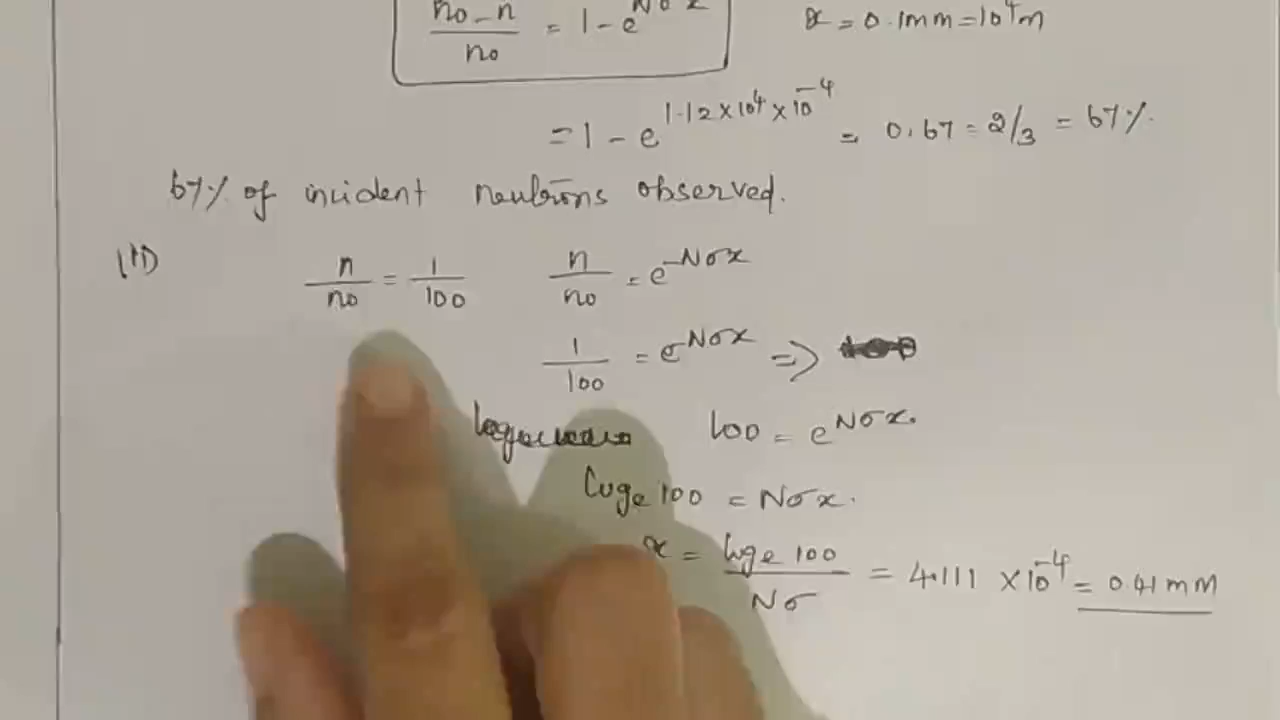 n₀-n/n₀ = 1-e^Nσx x = 0.1mm=10⁴m
=1-e^1.12×10⁴×10⁻⁴ = 0.67=2/3 = 67%.
67% of incident neutrons observed.
(ii) n/n₀ = 1/100 n/n₀ = e^-Nσx
1/100 = e^Nσx =>
100 = e^Nσx.
loge 100 = Nσx.
x = loge 100/Nσ = 4.111 ×10⁻⁴ = 0.41 mm